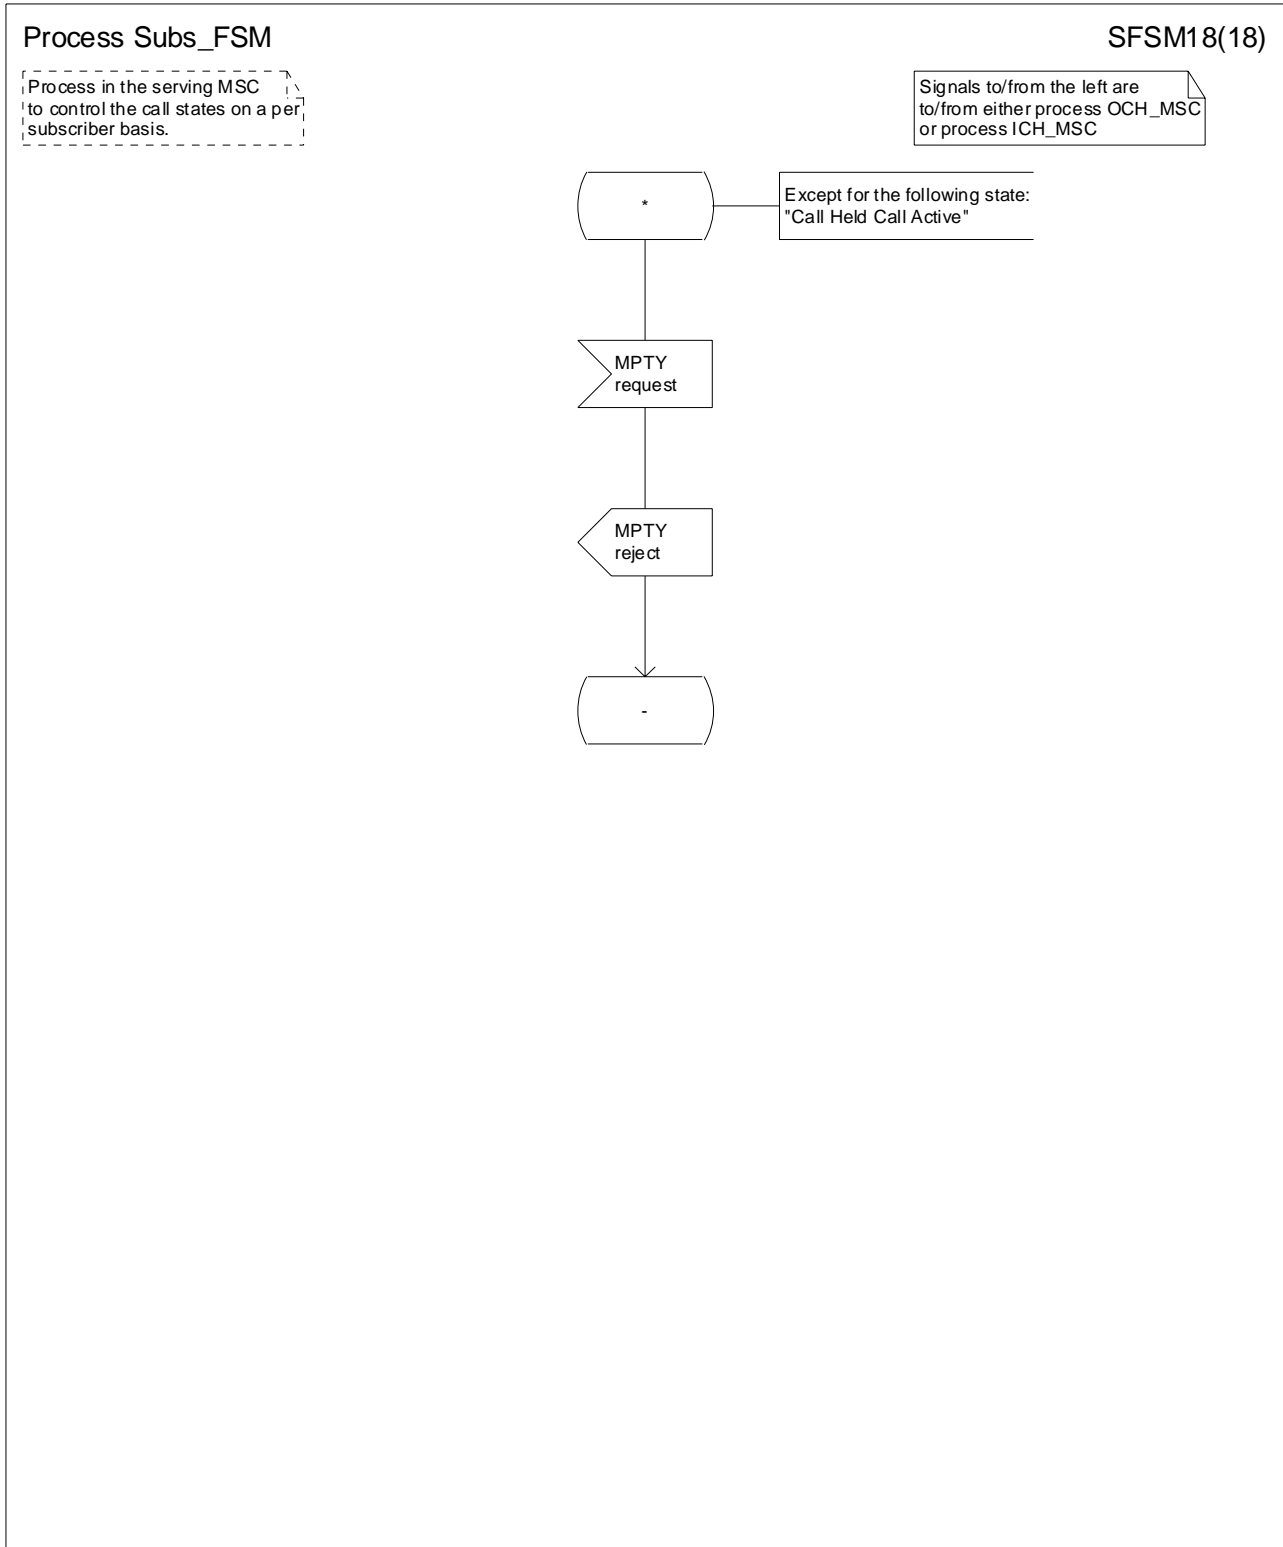 Process Subs_FSM
SFSM18(18)
Process in the serving MSC
to control the call states on a per
subscriber basis.
Signals to/from the left are
to/from either process OCH_MSC
or process ICH_MSC
*
Except for the following state:
"Call Held Call Active"
MPTY
request
MPTY
reject
-